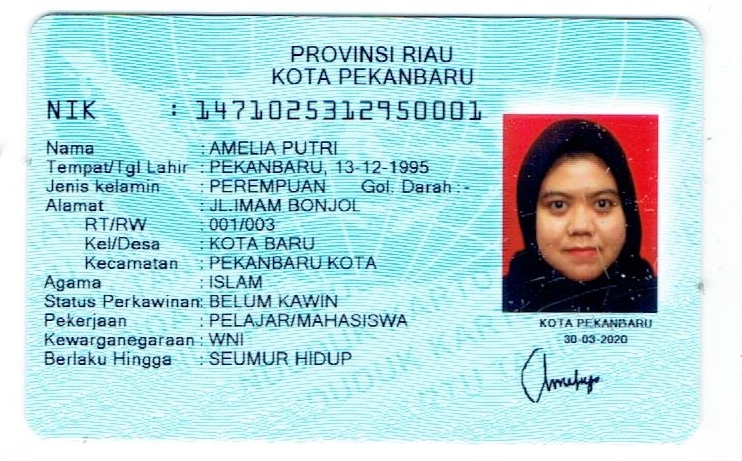 PROVINSI RIAU
KOTA PEKANBARU
NIK : 1471025312950001
Nama : AMELIA PUTRI
Tempat/Tgl Lahir : PEKANBARU, 13-12-1995
Jenis kelamin : PEREMPUAN Gol. Darah :-
Alamat : JL.IMAM BONJOL
RT/RW : 001/003
Kel/Desa : KOTA BARU
Kecamatan : PEKANBARU KOTA
Agama : ISLAM
Status Perkawinan: BELUM KAWIN
Pekerjaan : PELAJAR/MAHASISWA
Kewarganegaraan : WNI
Berlaku Hingga : SEUMUR HIDUP
KOTA PEKANBARU
30-03-2020